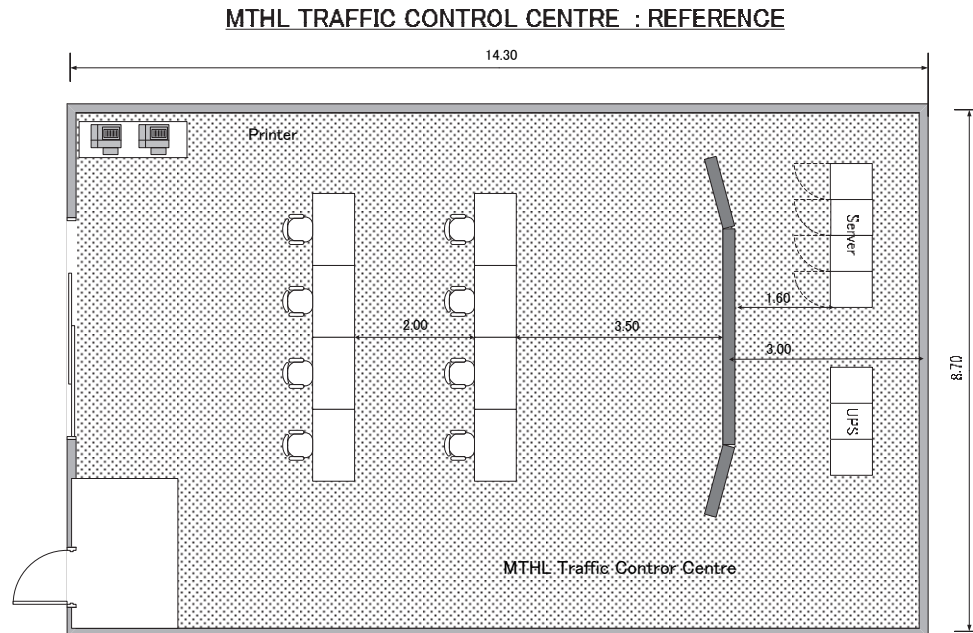 MTHL TRAFFIC CONTROL CENTRE : REFERENCE
14.30
Printer
Server
1.60
2.00
3.50
3.00
8.70
UPS
MTHL Traffic Contror Centre